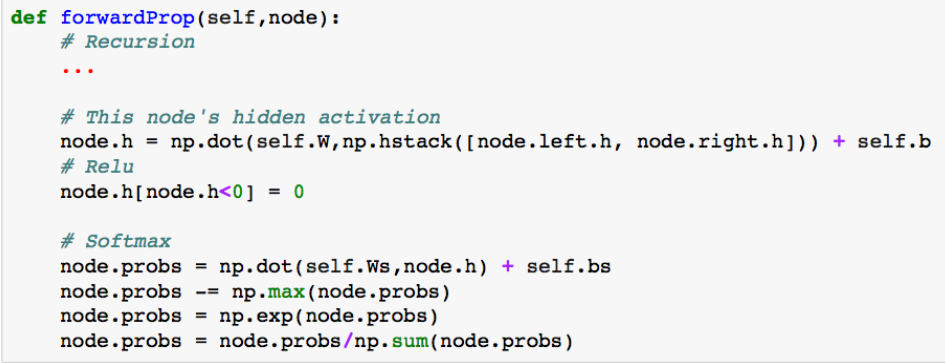 def forwardProp(self,node):
    # Recursion
    ...

    # This node's hidden activation
    node.h = np.dot(self.W,np.hstack([node.left.h, node.right.h])) + self.b
    # Relu
    node.h[node.h<0] = 0

    # Softmax
    node.probs = np.dot(self.Ws,node.h) + self.bs
    node.probs -= np.max(node.probs)
    node.probs = np.exp(node.probs)
    node.probs = node.probs/np.sum(node.probs)